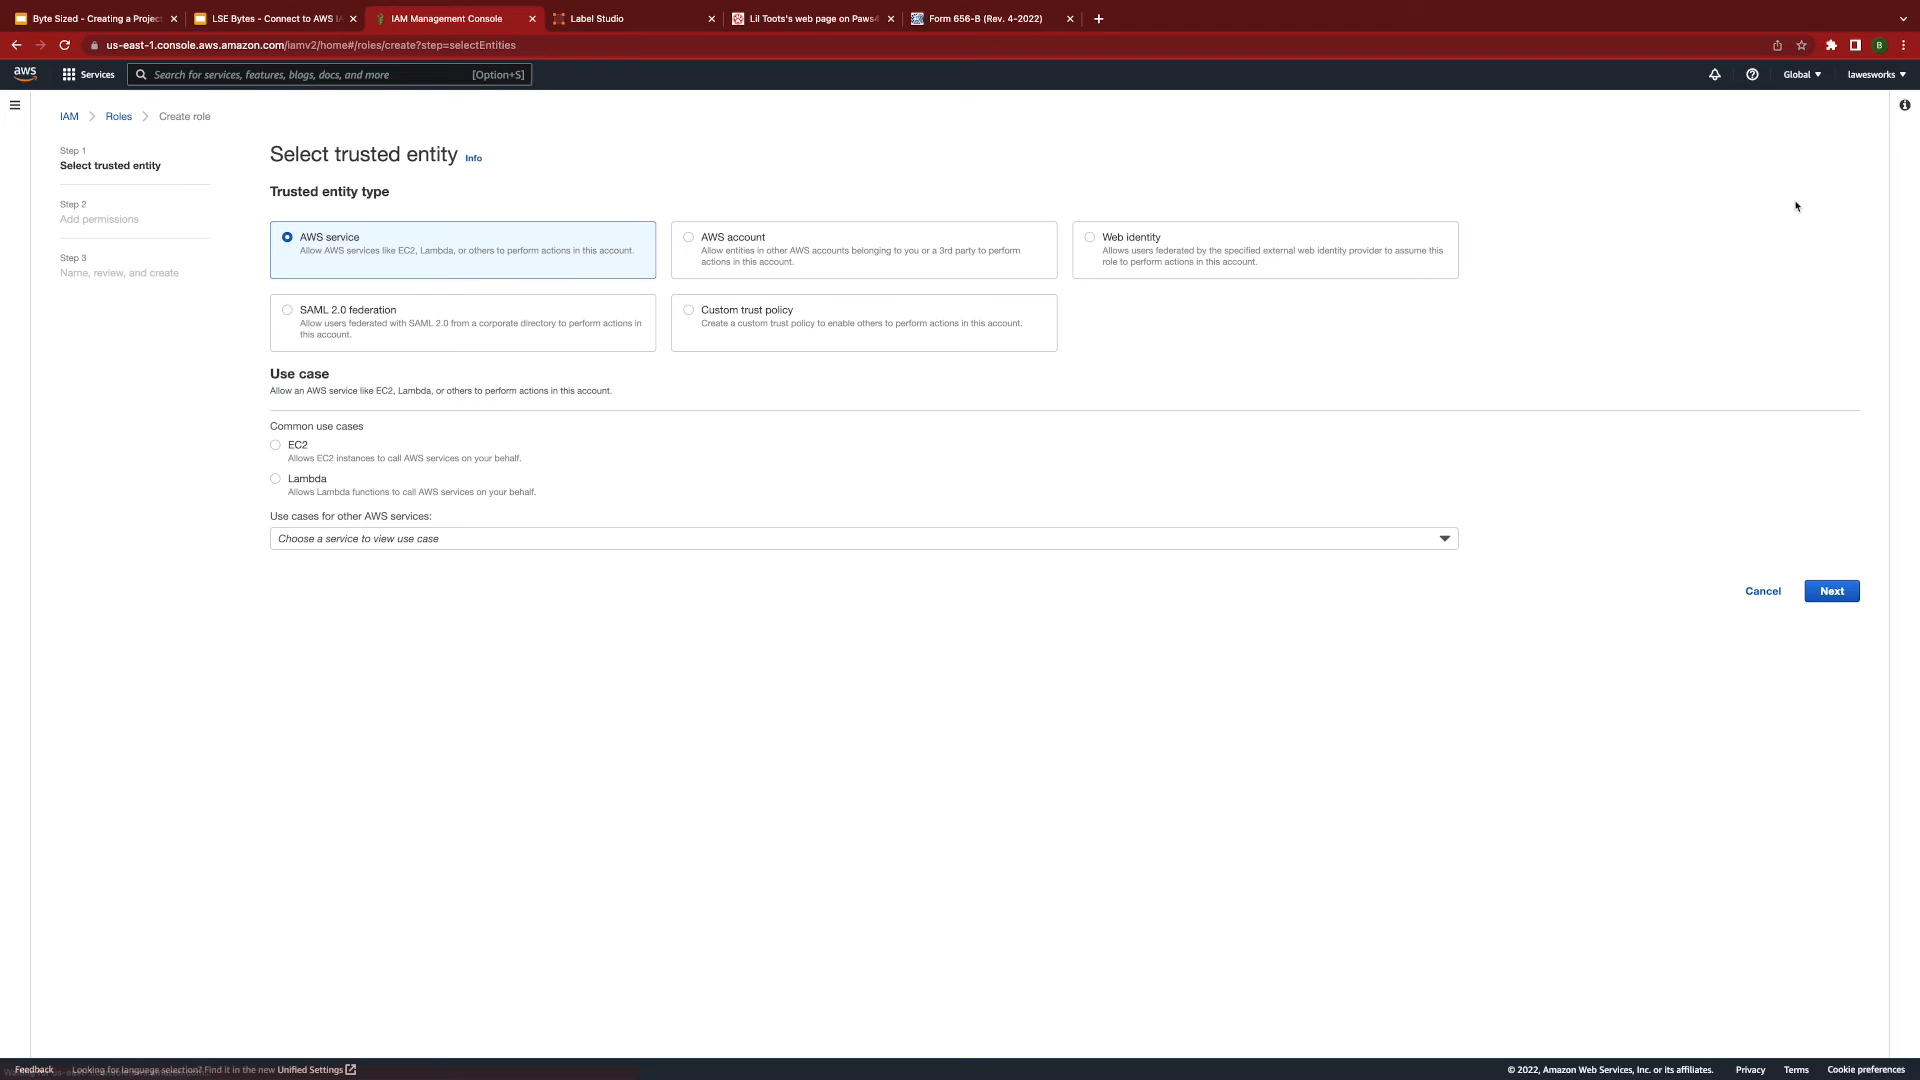 Byte Sized - Creating a Project
LSE Bytes - Connect to AWS IA
IAM Management Console
Label Studio
Lil Toots's web page on Paws4
Form 656-B (Rev. 4-2022)
us-east-1.console.aws.amazon.com/iamv2/home#/roles/create?step=selectEntities
B
aws
Services
Search for services, features, blogs, docs, and more
[Option+S]
Global
lawesworks
IAM
Roles
Create role
Step 1
Select trusted entity
Step 2
Add permissions
Step 3
Name, review, and create
Select trusted entity Info
Trusted entity type
AWS service
Allow AWS services like EC2, Lambda, or others to perform actions in this account.
AWS account
Allow entities in other AWS accounts belonging to you or a 3rd party to perform
actions in this account.
Web identity
Allows users federated by the specified external web identity provider to assume this
role to perform actions in this account.
SAML 2.0 federation
Allow users federated with SAML 2.0 from a corporate directory to perform actions in
this account.
Custom trust policy
Create a custom trust policy to enable others to perform actions in this account.
Use case
Allow an AWS service like EC2, Lambda, or others to perform actions in this account.
Common use cases
EC2
Allows EC2 instances to call AWS services on your behalf.
Lambda
Allows Lambda functions to call AWS services on your behalf.
Use cases for other AWS services:
Choose a service to view use case
Cancel
Next
Feedback
Looking for language selection? Find it in the new Unified Settings
© 2022, Amazon Web Services, Inc. or its affiliates.
Privacy
Terms
Cookie preferences